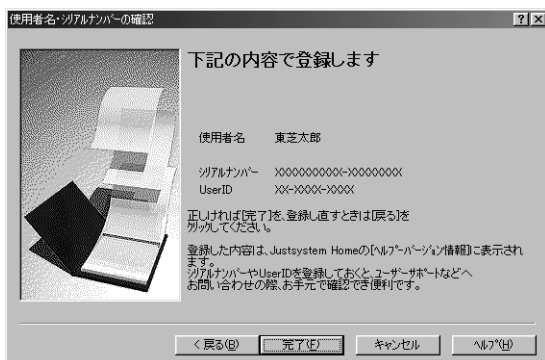 使用者名・シリアルナンバーの確認
下記の内容で登録します
使用者名 東芝太郎
シリアルナンバー XXXXXXXXXX-XXXXXXXX
UserID XX-XXXX-XXXX
正しければ[完了]を、登録し直すときは[戻る]を
クリックしてください。
登録した内容は、Justsystem Homeの[ヘルプ-バージョン情報]に表示され
ます。
シリアルナンバーやUserIDを登録しておくと、ユーザーサポートなどへ
お問い合わせの際、お手元で確認でき便利です。
< 戻る(B) 完了(F) キャンセル ヘルプ(H)